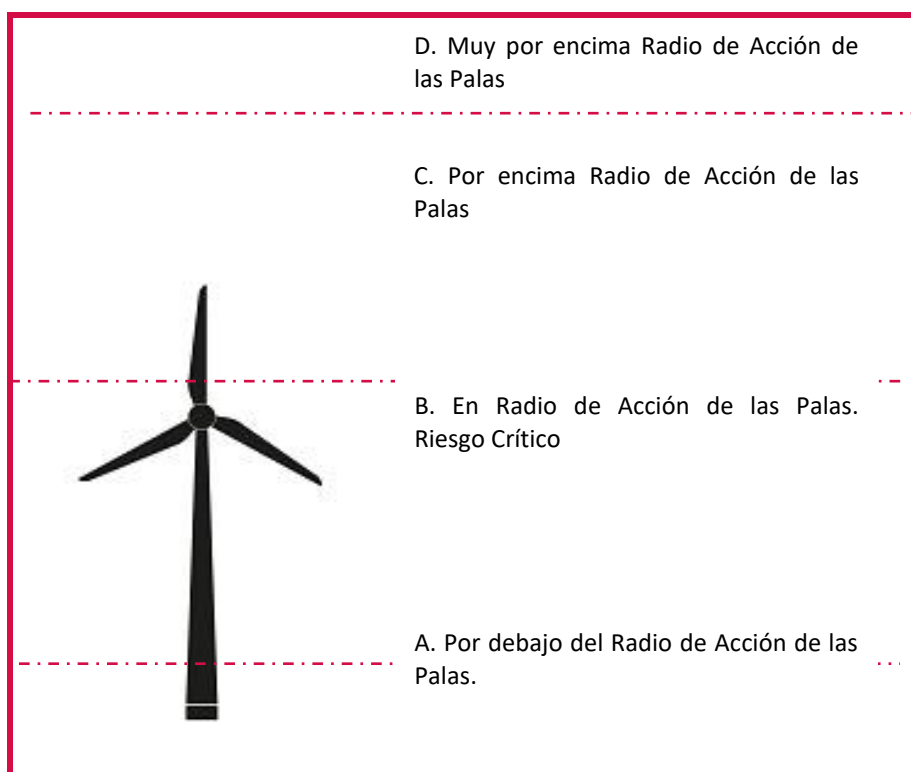 D. Muy por encima Radio de Acción de
las Palas
C. Por encima Radio de Acción de las
Palas
B. En Radio de Acción de las Palas.
Riesgo Crítico
A. Por debajo del Radio de Acción de las
Palas.